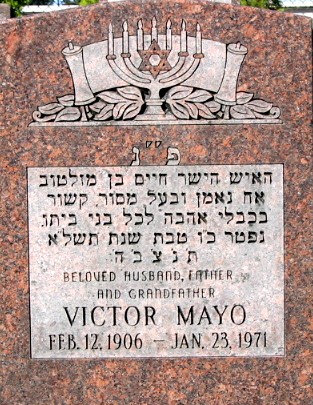 פ״נ
האיש הישר חיים בן מזלטוב
אח נאמן ובעל מסור קשור
בכבלי אהבה לכל בני ביתו
נפטר כ״ו טבת שנת תשל״א
ת נ צ ב ה
BELOVED HUSBAND, FATHER
AND GRANDFATHER
VICTOR MAYO
FEB. 12, 1906 – JAN. 23, 1971